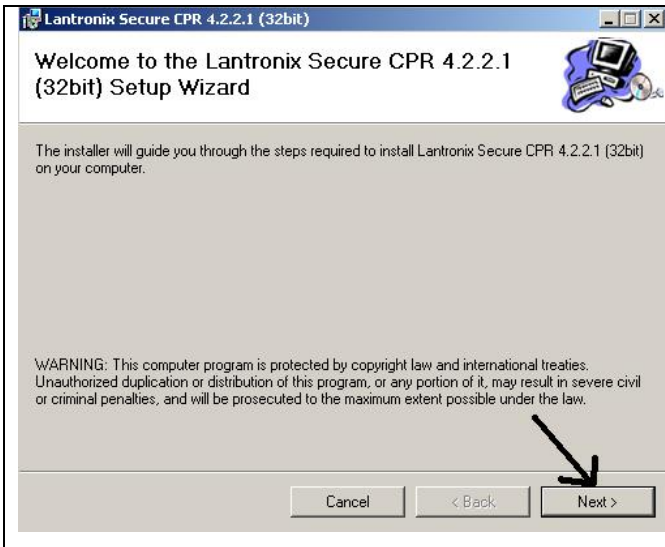 Lantronix Secure CPR 4.2.2.1 (32bit)
Welcome to the Lantronix Secure CPR 4.2.2.1
(32bit) Setup Wizard
The installer will guide you through the steps required to install Lantronix Secure CPR 4.2.2.1 (32bit)
on your computer.
WARNING: This computer program is protected by copyright law and international treaties.
Unauthorized duplication or distribution of this program, or any portion of it, may result in severe civil
or criminal penalties, and will be prosecuted to the maximum extent possible under the law.
Cancel
< Back
Next >